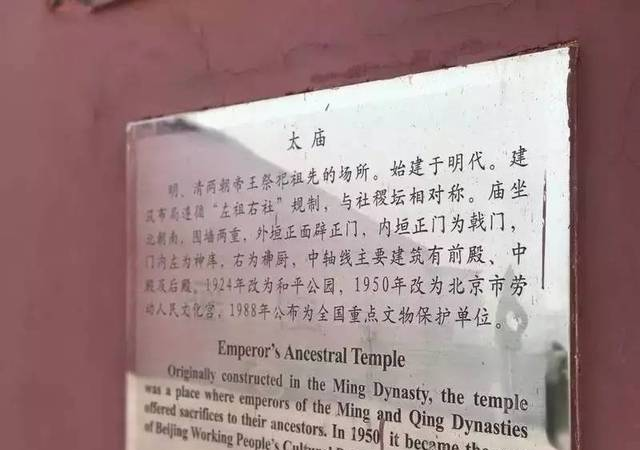 太庙
明、清两朝帝王祭祀祖先的场所。始建于明代。建
筑布局遵循“左祖右社”规制，与社稷坛相对称。庙坐
北朝南，围墙两重，外垣正面辟正门，内垣正门为戟门，
门内左为神库，右为神厨，中轴线主要建筑有前殿、中
殿及后殿。1924年改为和平公园，1950年改为北京市劳
动人民文化宫，1988年公布为全国重点文物保护单位。
Emperor's Ancestral Temple
Originally constructed in the Ming Dynasty, the temple
was a place where emperors of the Ming and Qing Dynasties
offered sacrifices to their ancestors. In 1950 it became the
of Beijing Working People's